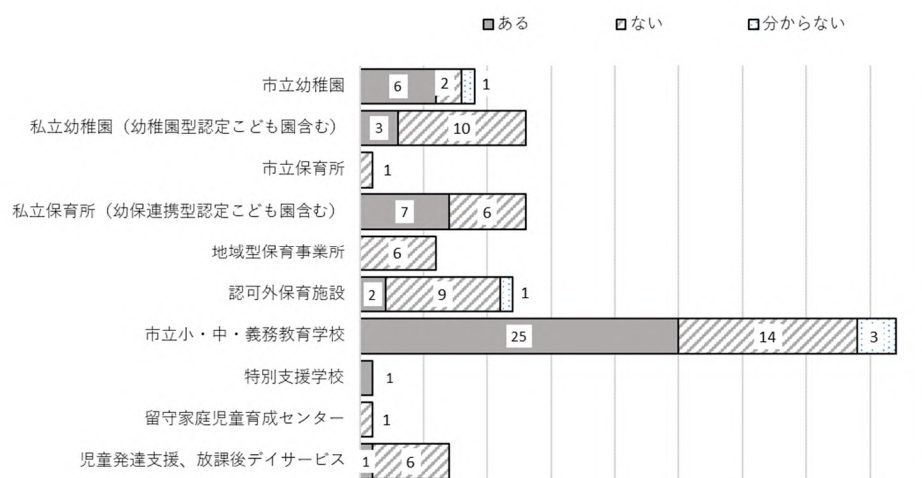 ある ない 分からない
市立幼稚園 6 2 1
私立幼稚園（幼稚園型認定こども園含む） 3 10
市立保育所 1
私立保育所（幼保連携型認定こども園含む） 7 6
地域型保育事業所 6
認可外保育施設 2 9 1
市立小・中・義務教育学校 25 14 3
特別支援学校 1
留守家庭児童育成センター 1
児童発達支援、放課後デイサービス 1 6